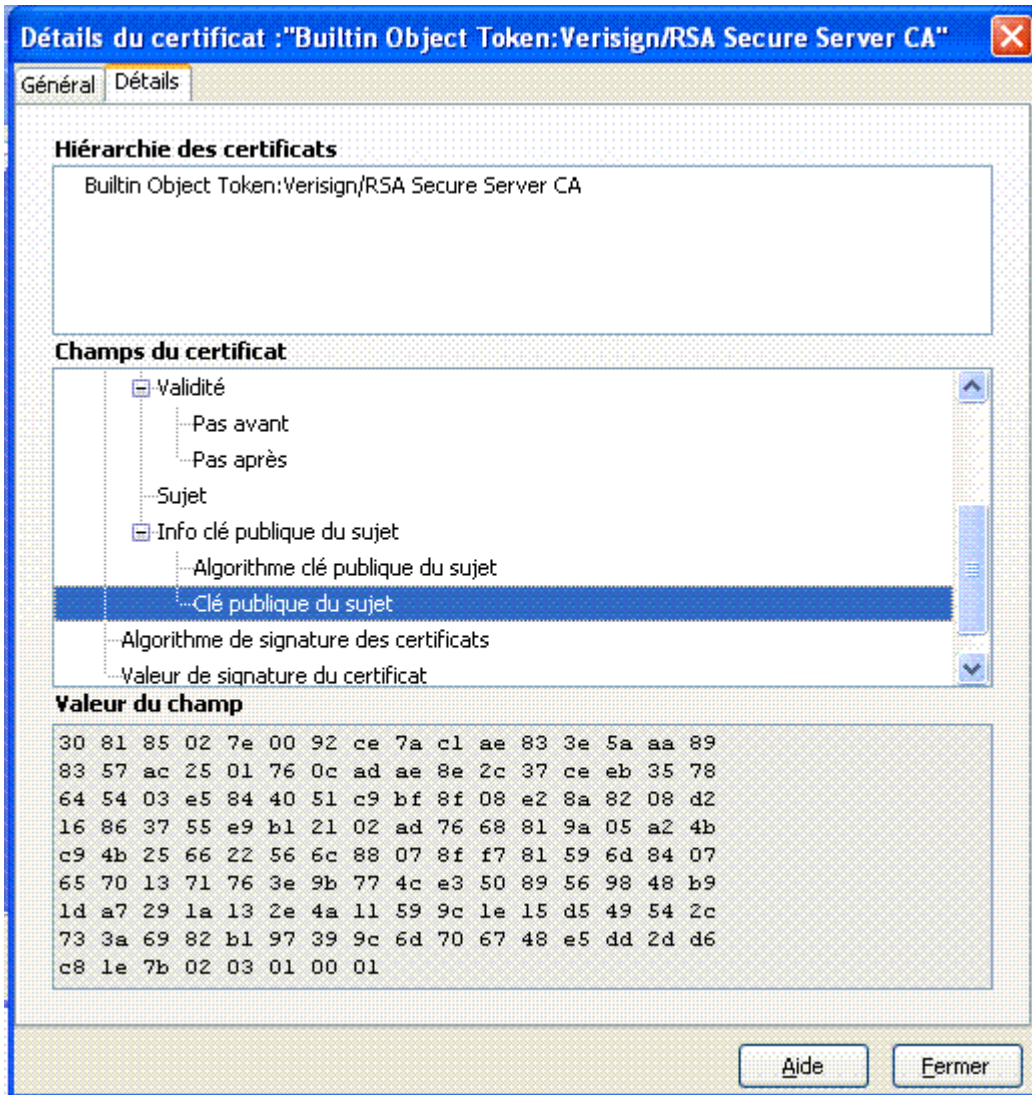 Détails du certificat :"Builtin Object Token:Verisign/RSA Secure Server CA"
Général Détails
Hiérarchie des certificats
Builtin Object Token:Verisign/RSA Secure Server CA
Champs du certificat
Validité
Pas avant
Pas après
Sujet
Info clé publique du sujet
Algorithme clé publique du sujet
Clé publique du sujet
Algorithme de signature des certificats
Valeur de signature du certificat
Valeur du champ
30 81 85 02 7e 00 92 ce 7a c1 ae 83 3e 5a aa 89
83 57 ac 25 01 76 0c ad ae 8e 2c 37 ce eb 35 78
64 54 03 e5 84 40 51 c9 bf 8f 08 e2 8a 82 08 d2
16 86 37 55 e9 b1 21 02 ad 76 68 81 9a 05 a2 4b
c9 4b 25 66 22 56 6c 88 07 8f f7 81 59 6d 84 07
65 70 13 71 76 3e 9b 77 4c e3 50 89 56 98 48 b9
1d a7 29 1a 13 2e 4a 11 59 9c 1e 15 d5 49 54 2c
73 3a 69 82 b1 97 39 9c 6d 70 67 48 e5 dd 2d d6
c8 1e 7b 02 03 01 00 01
Aide Fermer